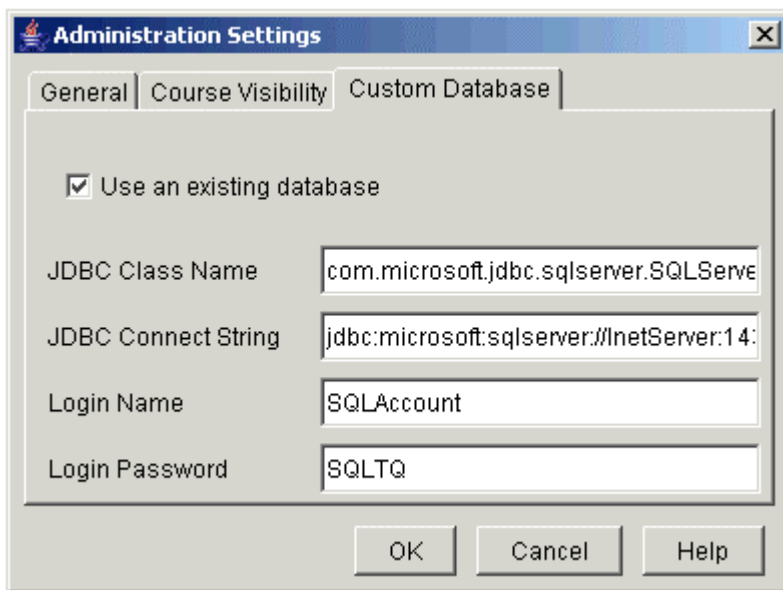 Administration Settings
General Course Visibility Custom Database
Use an existing database
JDBC Class Name com.microsoft.jdbc.sqlserver.SQLServe
JDBC Connect String jdbc:microsoft:sqlserver://InetServer:143
Login Name SQLAccount
Login Password SQLTQ
OK Cancel Help